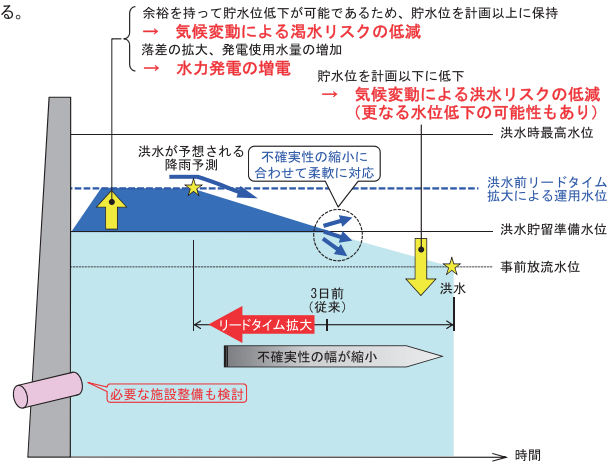 る。
余裕を持って貯水位低下が可能であるため、貯水位を計画以上に保持
→ 気候変動による渇水リスクの低減
落差の拡大、発電使用水量の増加
→ 水力発電の増電
貯水位を計画以下に低下
→ 気候変動による洪水リスクの低減
（更なる水位低下の可能性もあり）
洪水時最高水位
洪水が予想される
降雨予測
不確実性の縮小に
合わせて柔軟に対応
洪水前リードタイム
拡大による運用水位
洪水貯留準備水位
事前放流水位
洪水
3日前
（従来）
リードタイム拡大
不確実性の幅が縮小
必要な施設整備も検討
時間